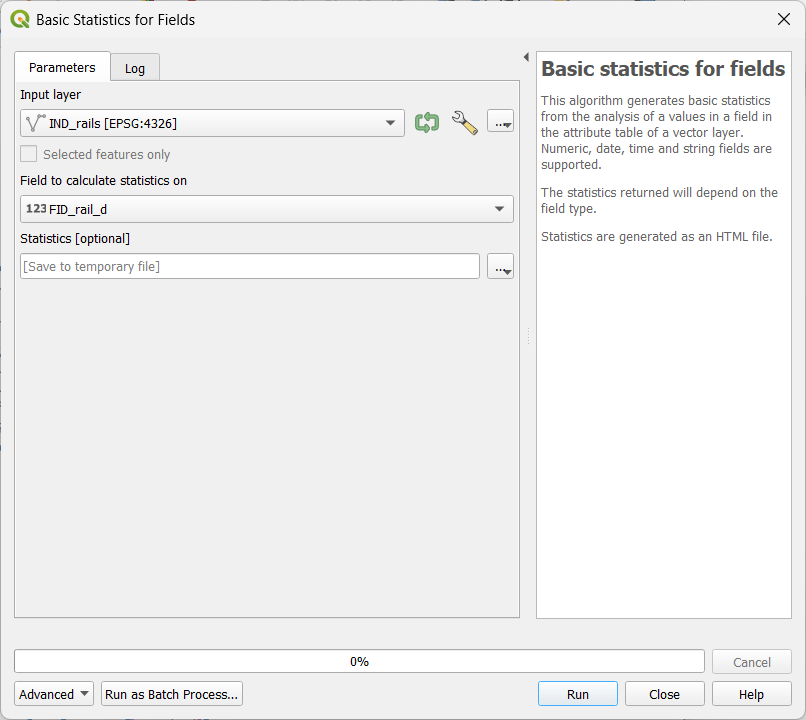 Basic Statistics for Fields
Parameters
Log
Input layer
IND_rails [EPSG:4326]
...
Selected features only
Field to calculate statistics on
123 FID_rail_d
Statistics [optional]
[Save to temporary file]
...
Basic statistics for fields
This algorithm generates basic statistics
from the analysis of a values in a field in
the attribute table of a vector layer.
Numeric, date, time and string fields are
supported.
The statistics returned will depend on the
field type.
Statistics are generated as an HTML file.
0%
Cancel
Advanced
Run as Batch Process...
Run
Close
Help